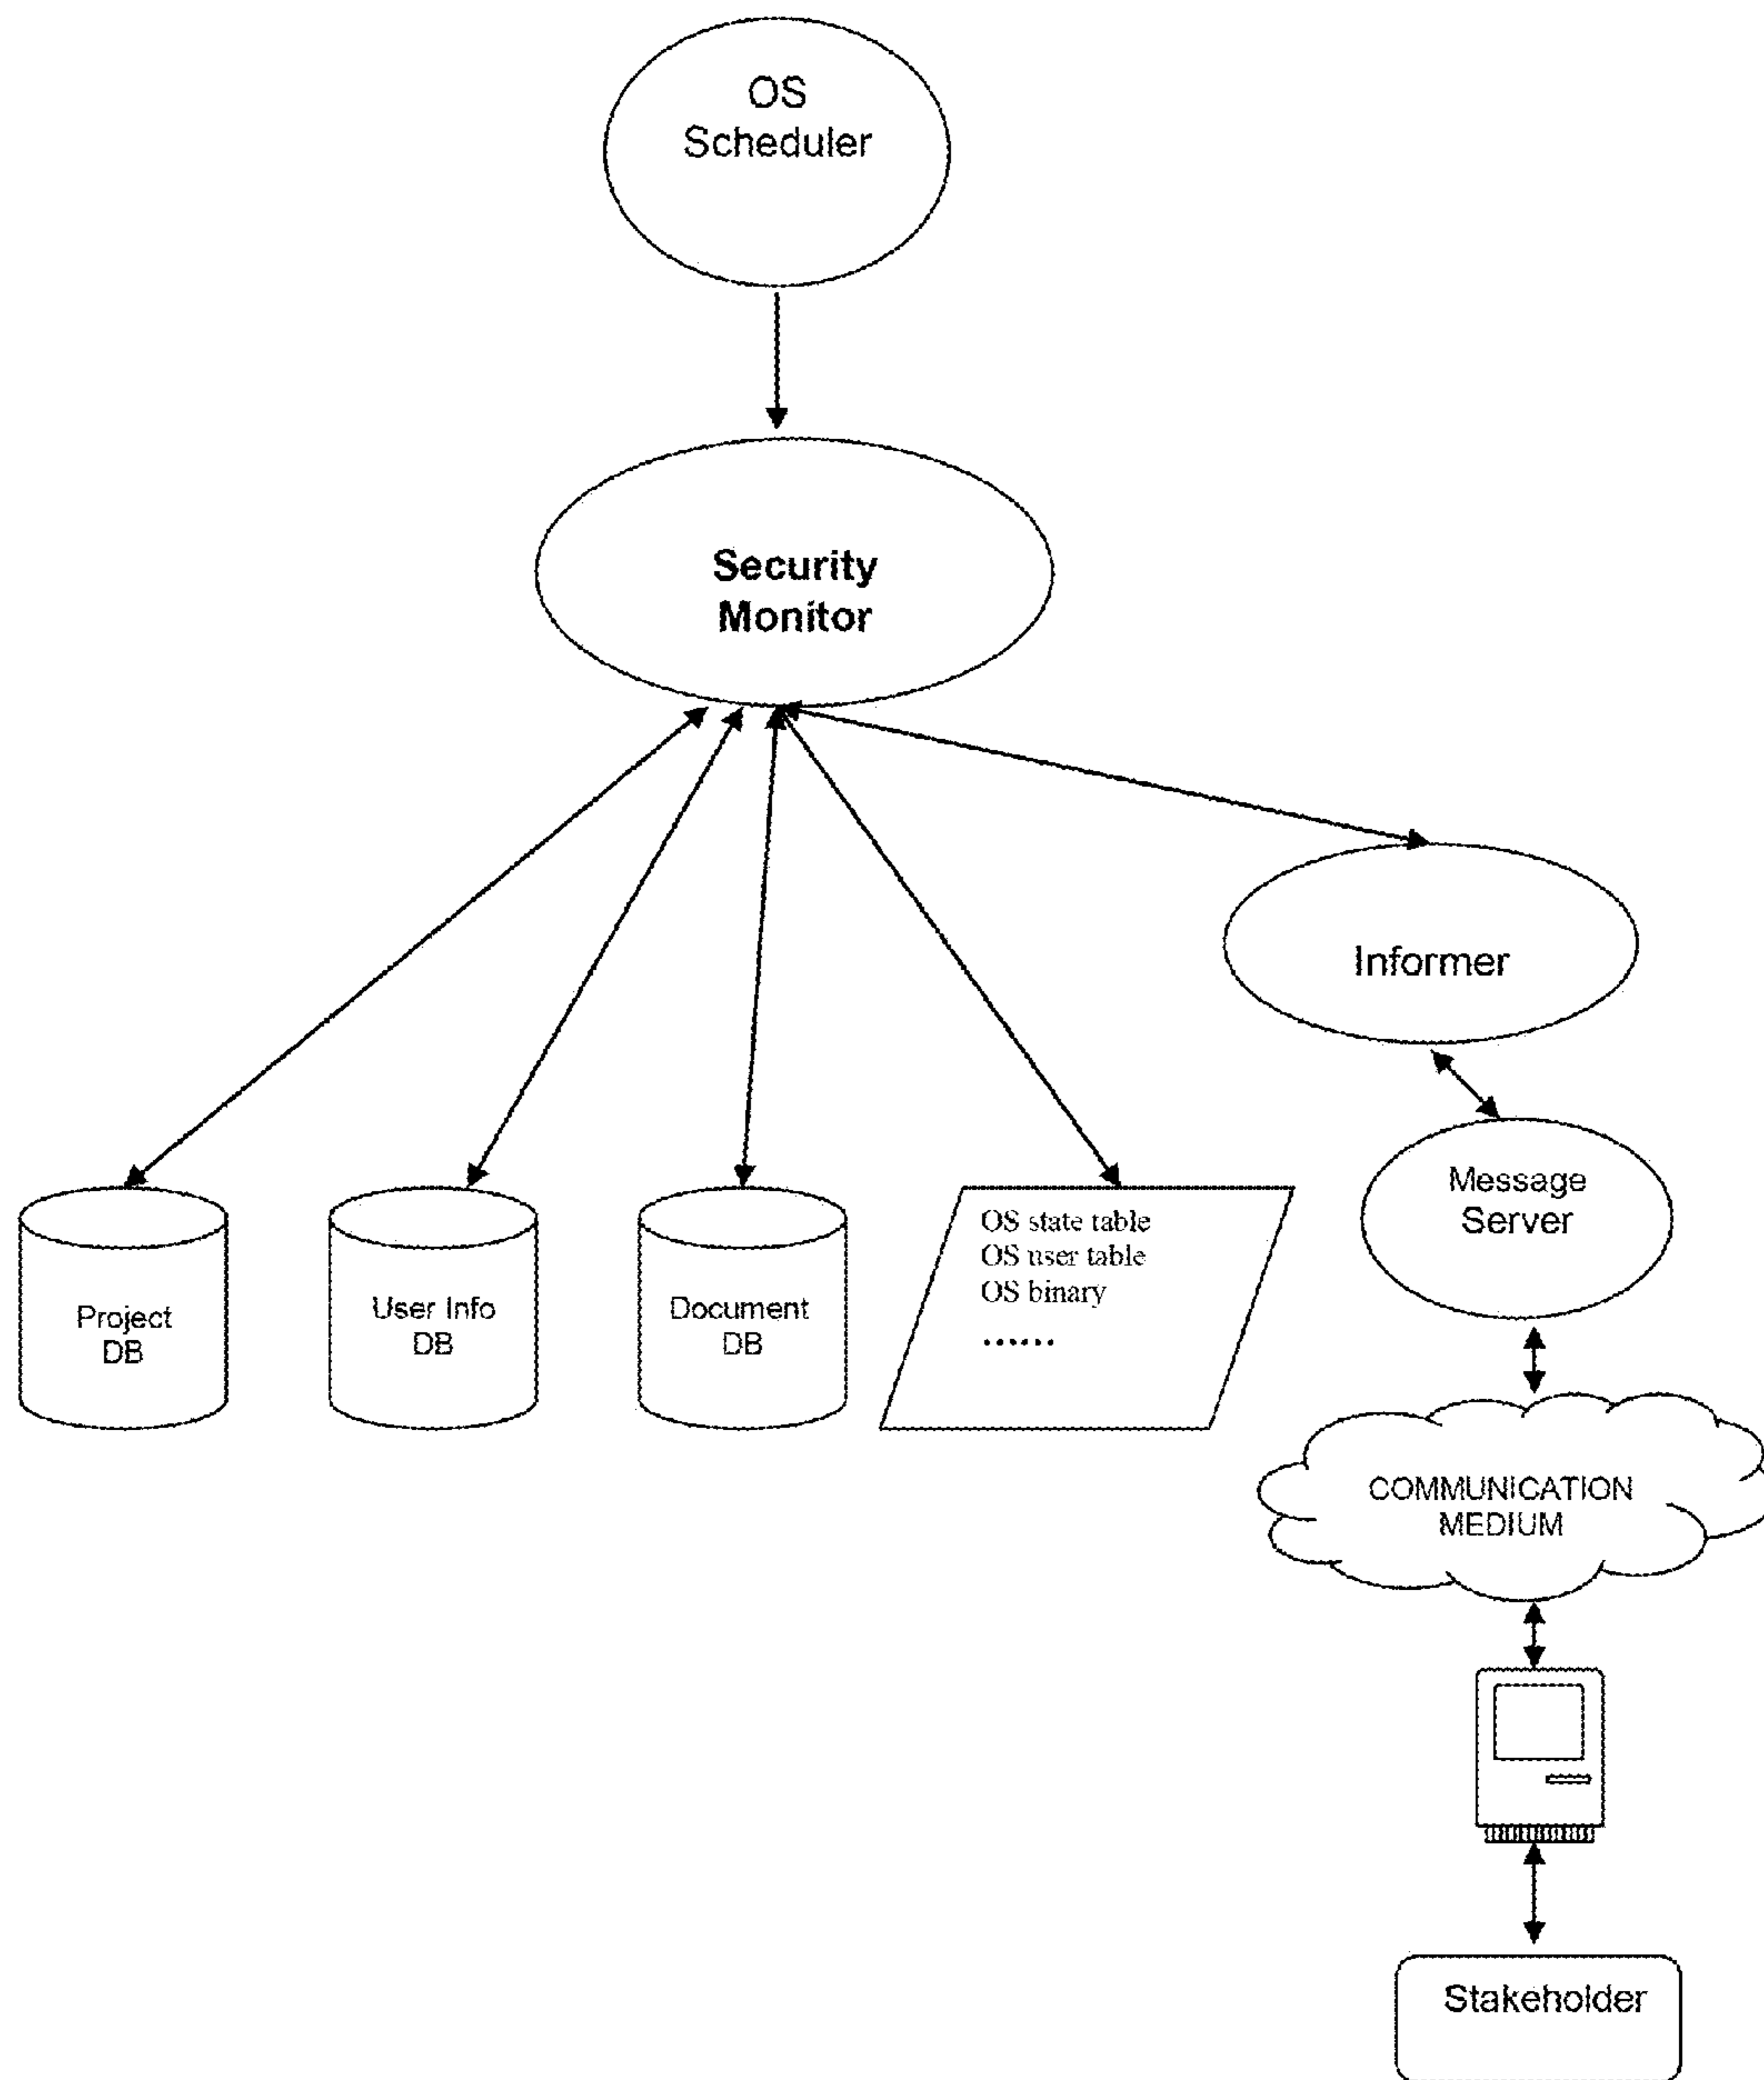 OS
Scheduler
Security
Monitor
Informer
Message
Server
Project
DB
User Info
DB
Document
DB
OS state table
OS user table
OS binary
......
COMMUNICATION
MEDIUM
Stakeholder